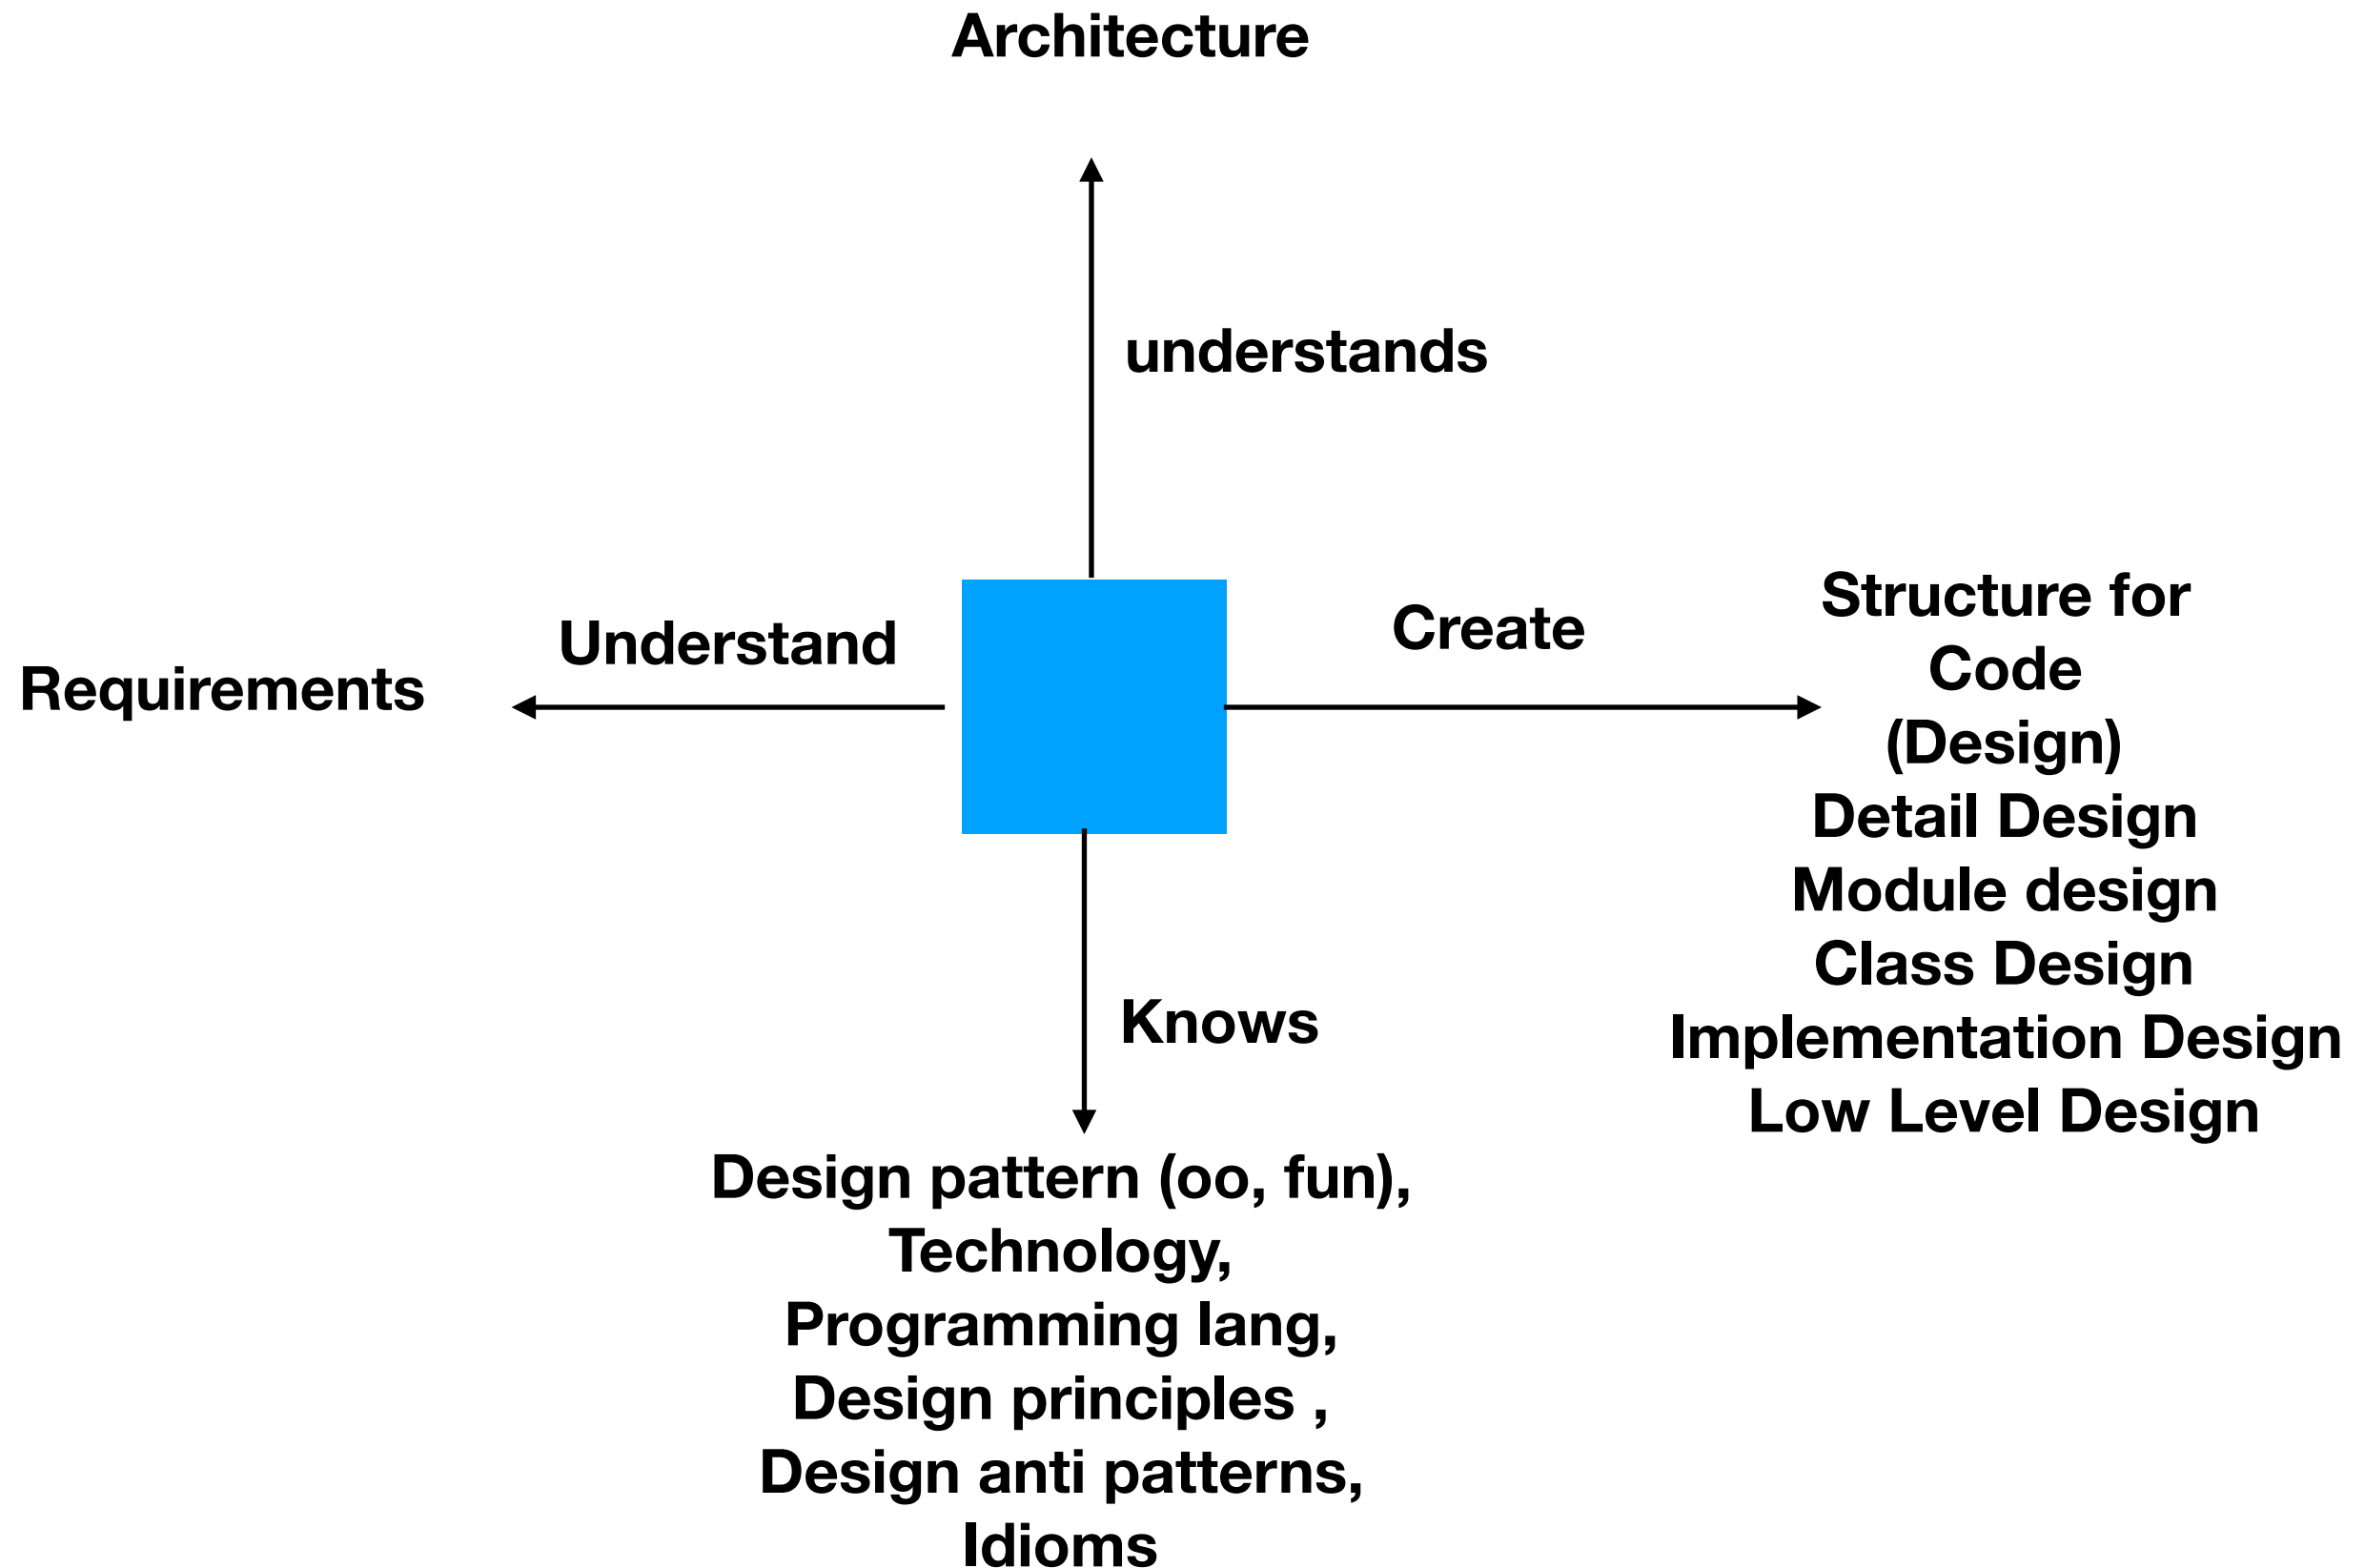 Architecture
understands
Understand
Create
Requirements
Structure for
Code
(Design)
Detail Design
Module design
Class Design
Implementation Design
Low Level Design
Knows
Design pattern (oo, fun),
Technology,
Programming lang,
Design principles ,
Design anti patterns,
Idioms